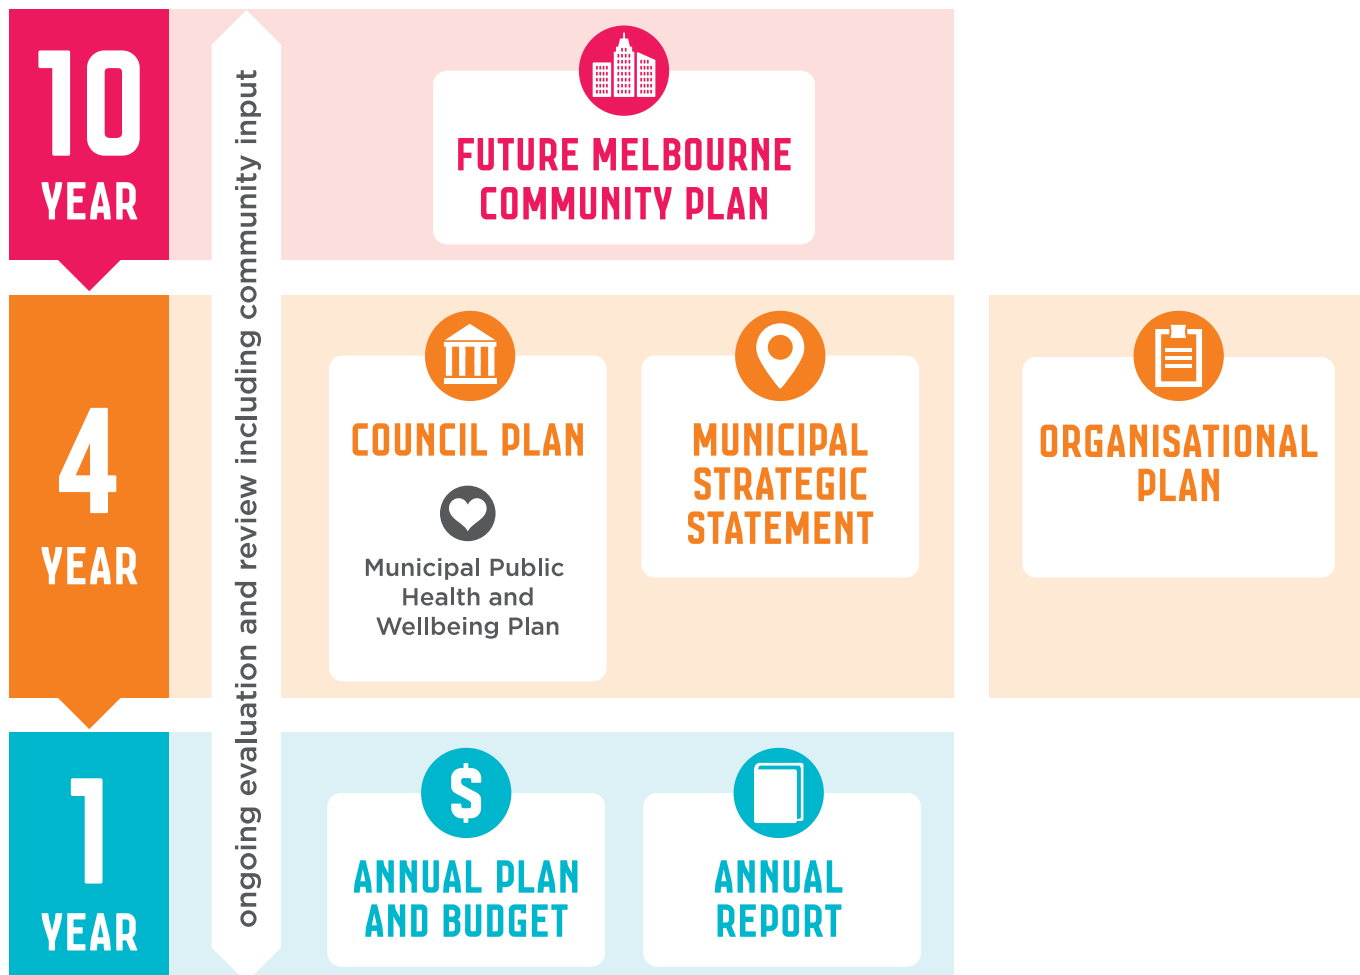 10
YEAR
ongoing evaluation and review including community input
FUTURE MELBOURNE
COMMUNITY PLAN
4
YEAR
COUNCIL PLAN
Municipal Public
Health and
Wellbeing Plan
MUNICIPAL
STRATEGIC
STATEMENT
ORGANISATIONAL
PLAN
1
YEAR
$
ANNUAL PLAN
AND BUDGET
ANNUAL
REPORT